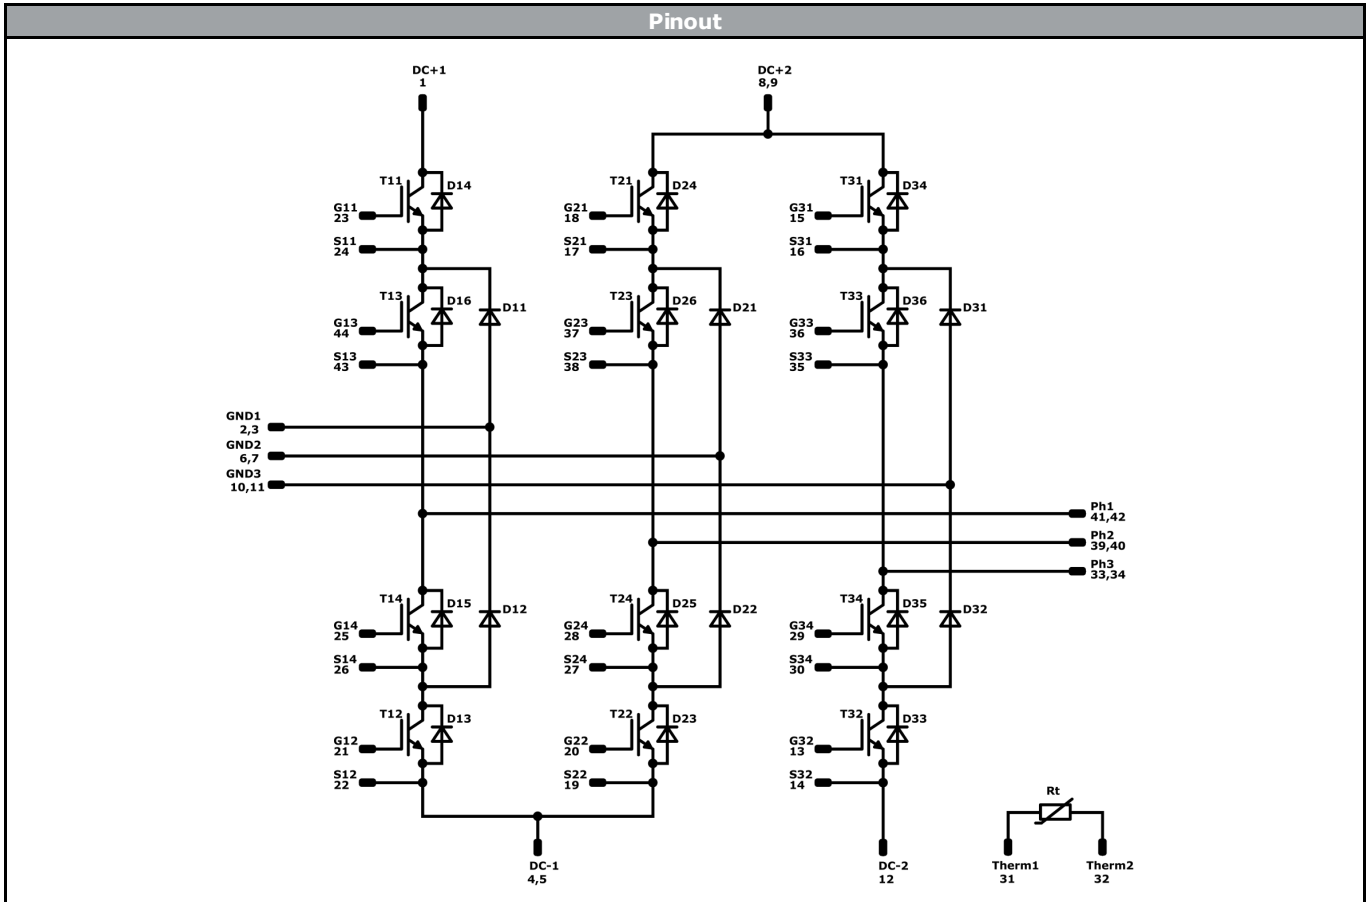 Pinout
DC+1
1
DC+2
8,9
T11
D14
T21
D24
T31
D34
G11
23
G21
18
G31
15
S11
24
S21
17
S31
16
T13
D16
D11
T23
D26
D21
T33
D36
D31
G13
44
G23
37
G33
36
S13
43
S23
38
S33
35
GND1
2,3
GND2
6,7
GND3
10,11
Ph1
41,42
Ph2
39,40
Ph3
33,34
T14
D15
D12
T24
D25
D22
T34
D35
D32
G14
25
G24
28
G34
29
S14
26
S24
27
S34
30
T12
D13
T22
D23
T32
D33
G12
21
G22
20
G32
13
S12
22
S22
19
S32
14
Rt
DC-1
4,5
DC-2
12
Therm1
31
Therm2
32